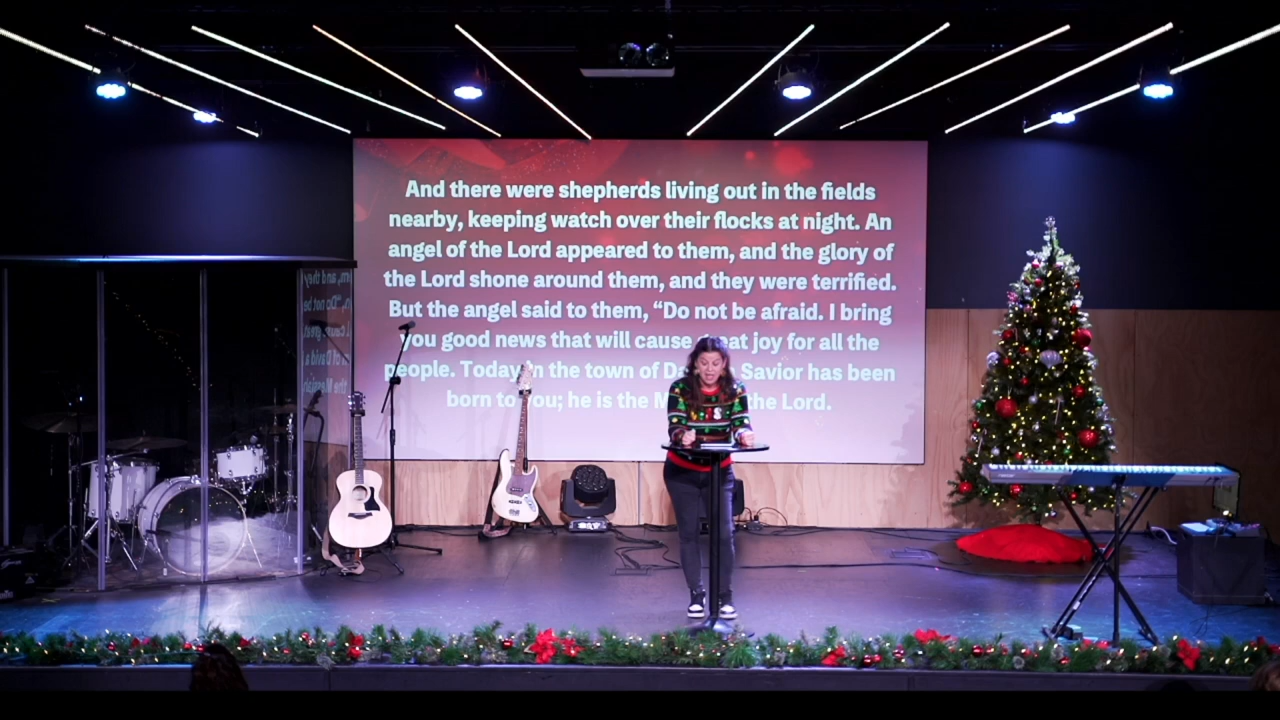 And there were shepherds living out in the fields
nearby, keeping watch over their flocks at night. An
angel of the Lord appeared to them, and the glory of
the Lord shone around them, and they were terrified.
But the angel said to them, “Do not be afraid. I bring
you good news that will cause great joy for all the
people. Today in the town of Savior has been
born to you; he is the the Lord.